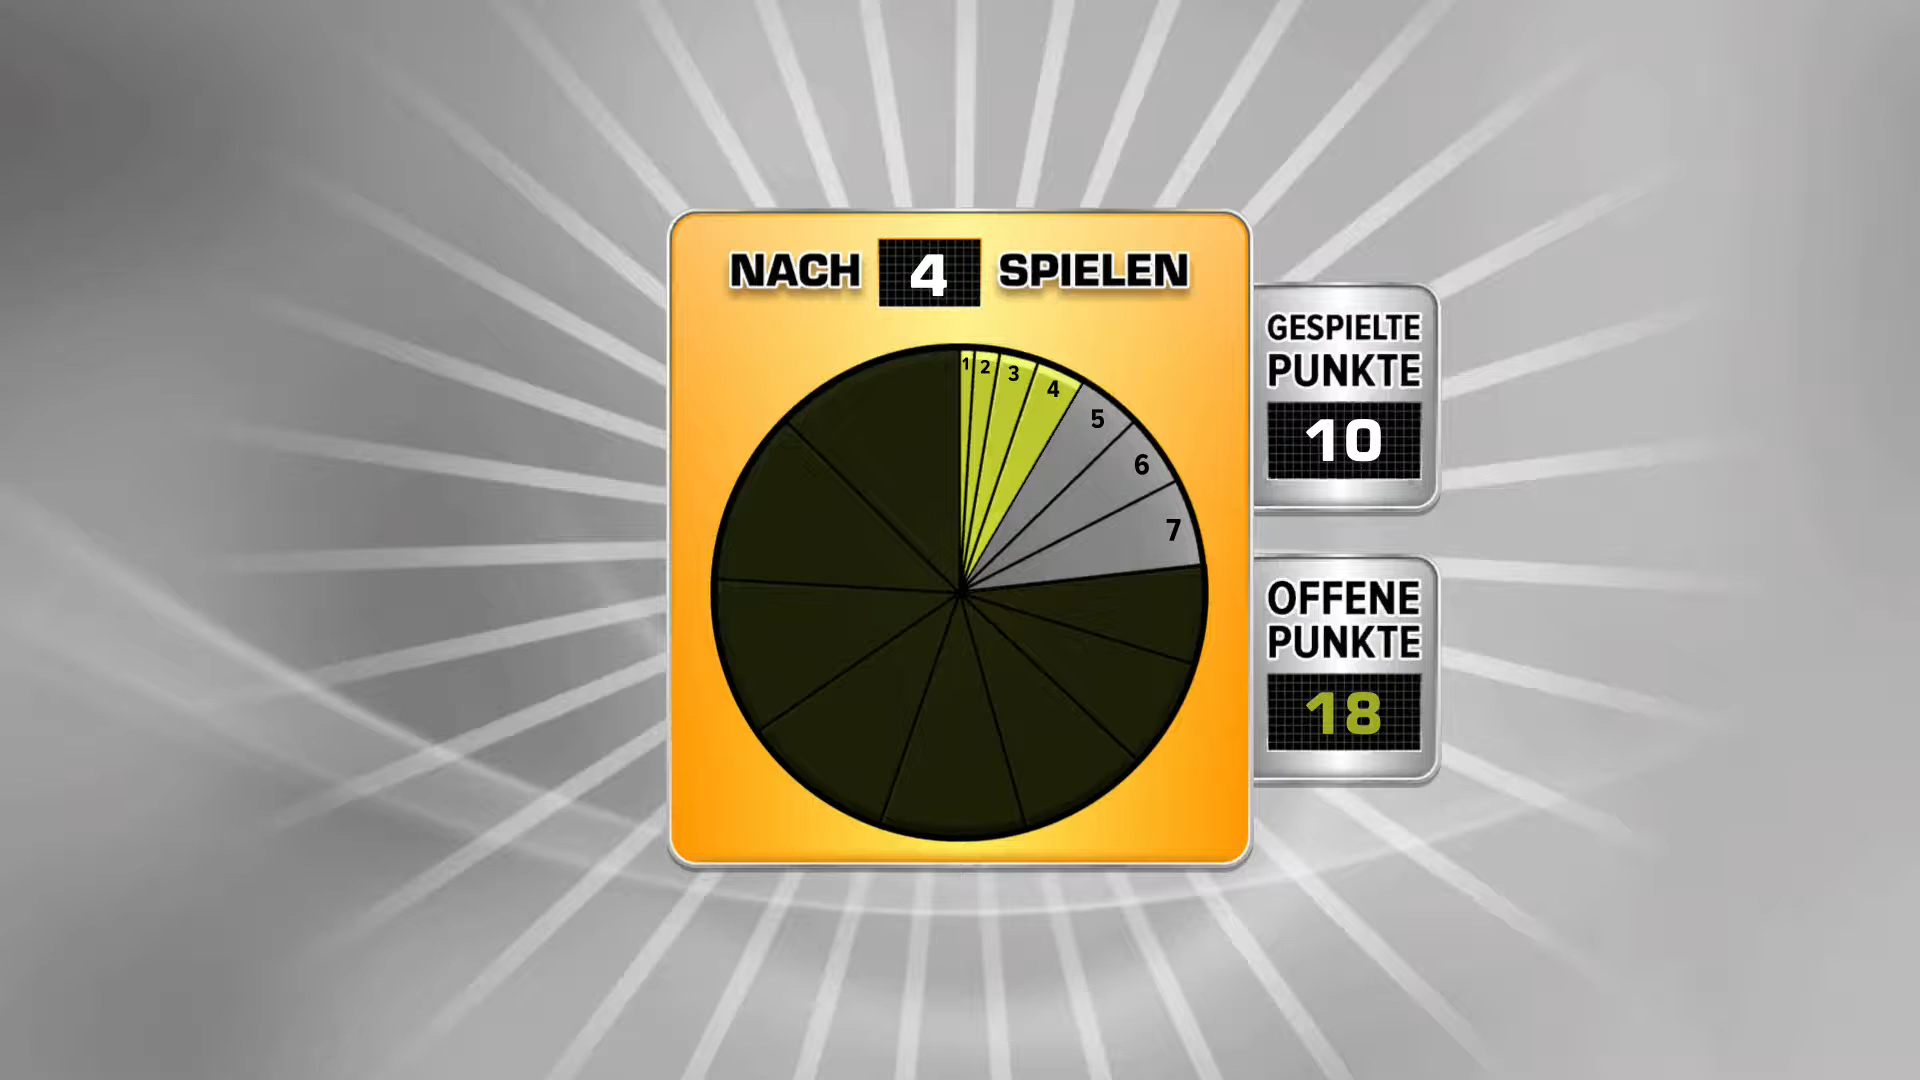 NACH 4 SPIELEN
1 2 3 4 5 6 7
GESPIELTE
PUNKTE
10
OFFENE
PUNKTE
18